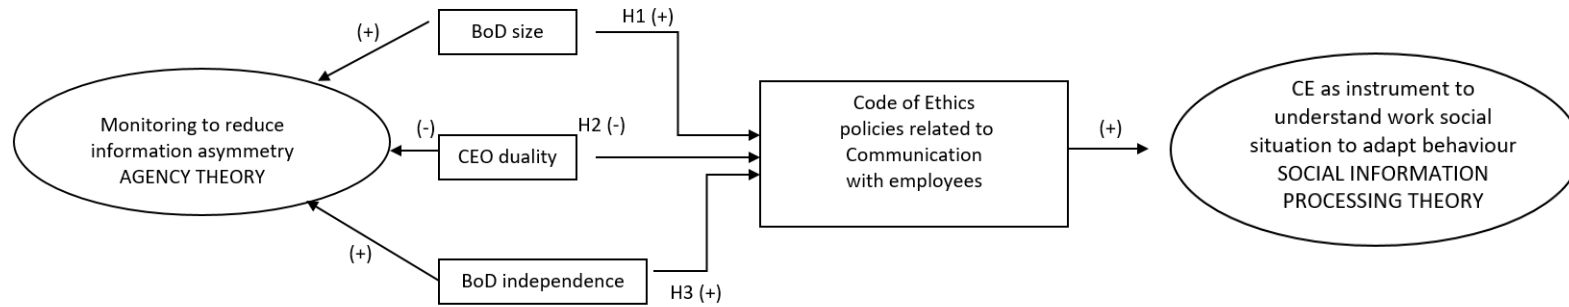 Monitoring to reduce
information asymmetry
AGENCY THEORY
(+)
BoD size
H1 (+)
(-)
CEO duality
H2 (-)
(+)
BoD independence
H3 (+)
Code of Ethics
policies related to
Communication
with employees
(+)
CE as instrument to
understand work social
situation to adapt behaviour
SOCIAL INFORMATION
PROCESSING THEORY